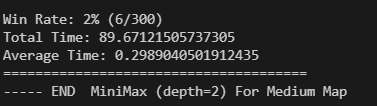 Win Rate: 2% (6/300)
Total Time: 89.67121505737305
Average Time: 0.2989040501912435
======================================
----- END  MiniMax (depth=2) For Medium Map